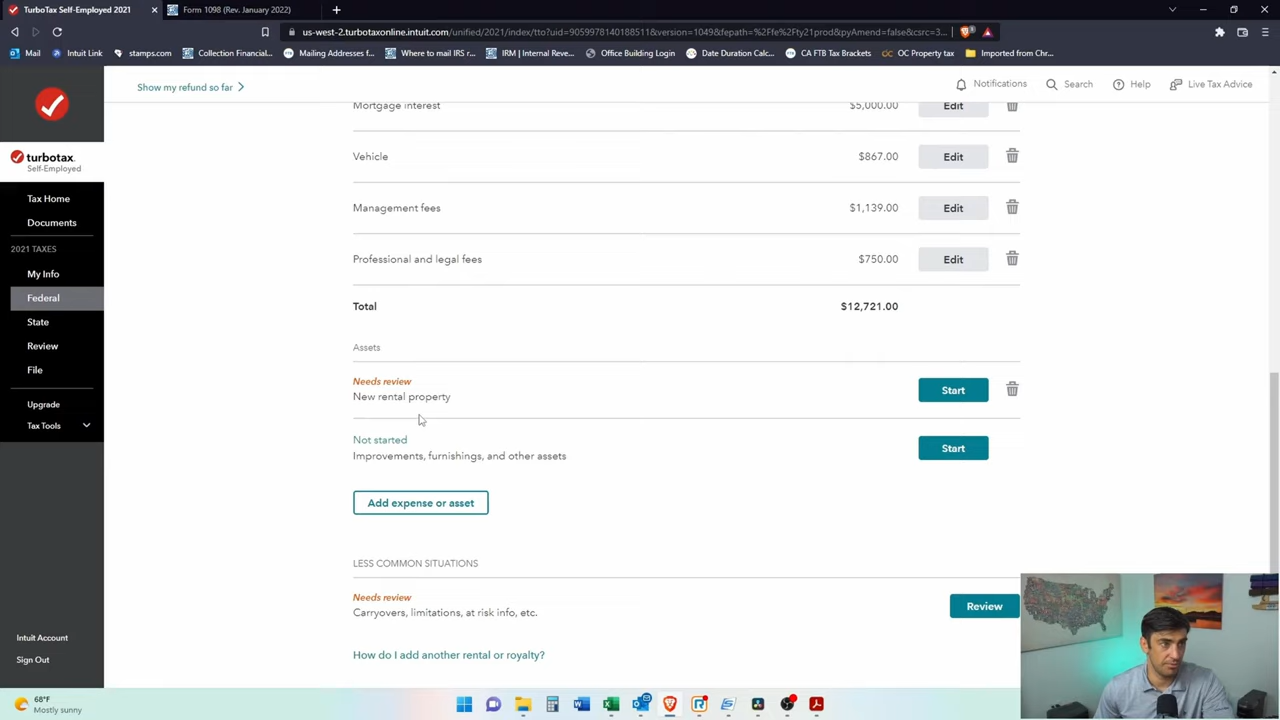 TurboTax Self-Employed 2021
Form 1098 (Rev. January 2022)
us-west-2.turbotaxonline.intuit.com/unified/2021/index/tto?uid=9059978140188511&version=1049&fepath=%2Ffe%2Fty21prod&pyAmend=false&csrc=3...
Mail
Intuit Link
stamps.com
Collection Financial...
Mailing Addresses f...
Where to mail IRS r...
IRM | Internal Reve...
Office Building Login
Date Duration Calc...
CA FTB Tax Brackets
OC Property tax
Imported from Chr...
Show my refund so far
Notifications
Search
Help
Live Tax Advice
turbotax
Self-Employed
Tax Home
Documents
2021 TAXES
My Info
Federal
State
Review
File
Upgrade
Tax Tools
Intuit Account
Sign Out
Mortgage interest $5,000.00 Edit
Vehicle $867.00 Edit
Management fees $1,139.00 Edit
Professional and legal fees $750.00 Edit
Total $12,721.00
Assets
Needs review
New rental property Start
Not started
Improvements, furnishings, and other assets Start
Add expense or asset
LESS COMMON SITUATIONS
Needs review
Carryovers, limitations, at risk info, etc. Review
How do I add another rental or royalty?
68°F
Mostly sunny